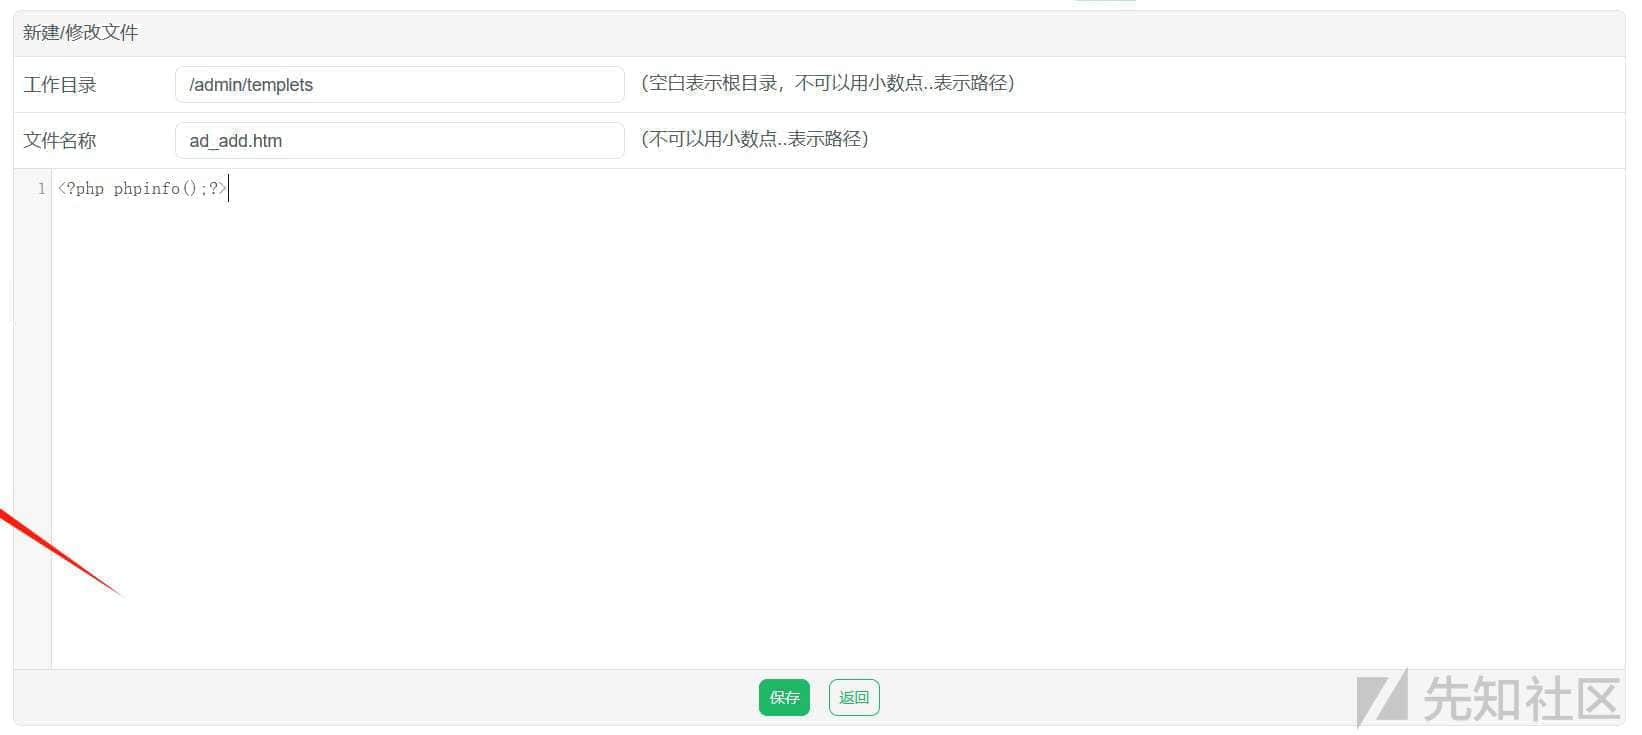 新建/修改文件
工作目录 /admin/templets (空白表示根目录，不可以用小数点..表示路径)
文件名称 ad_add.htm (不可以用小数点..表示路径)
1 <?php phpinfo();?>
保存 返回
先知社区